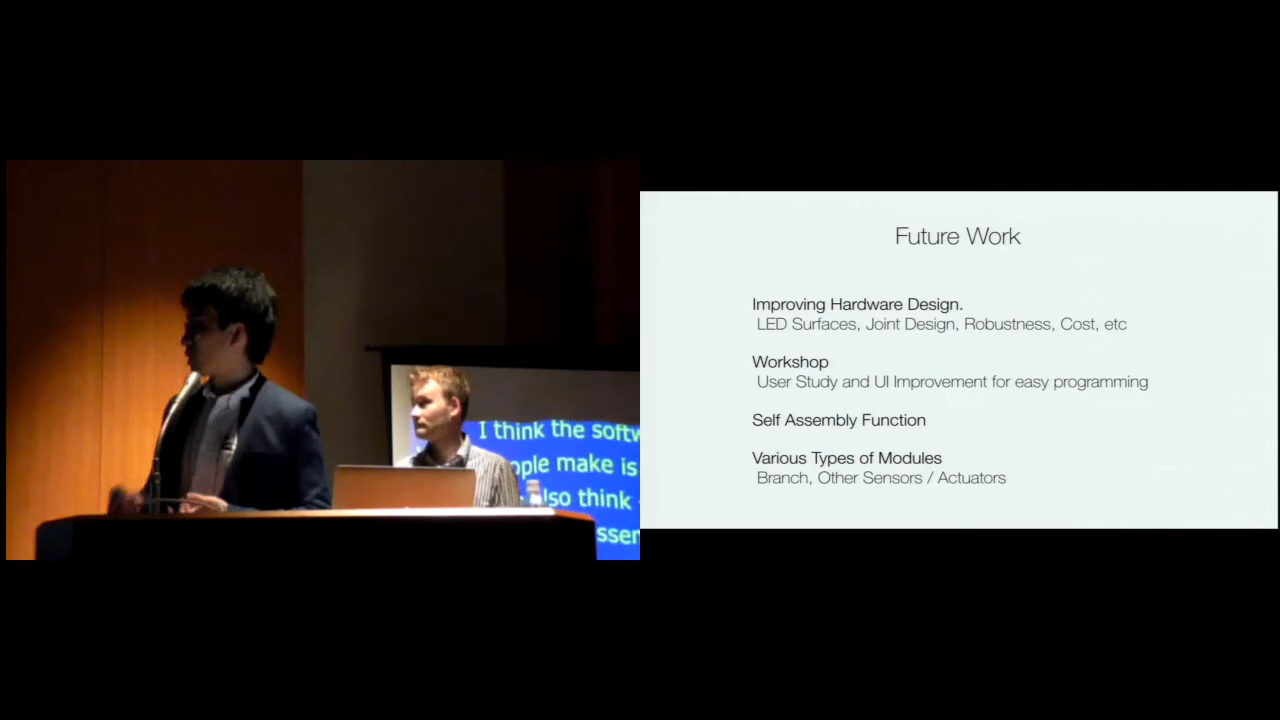 I think the softw
ople make is
lso think
ssem
Future Work
Improving Hardware Design.
LED Surfaces, Joint Design, Robustness, Cost, etc
Workshop
User Study and UI Improvement for easy programming
Self Assembly Function
Various Types of Modules
Branch, Other Sensors / Actuators